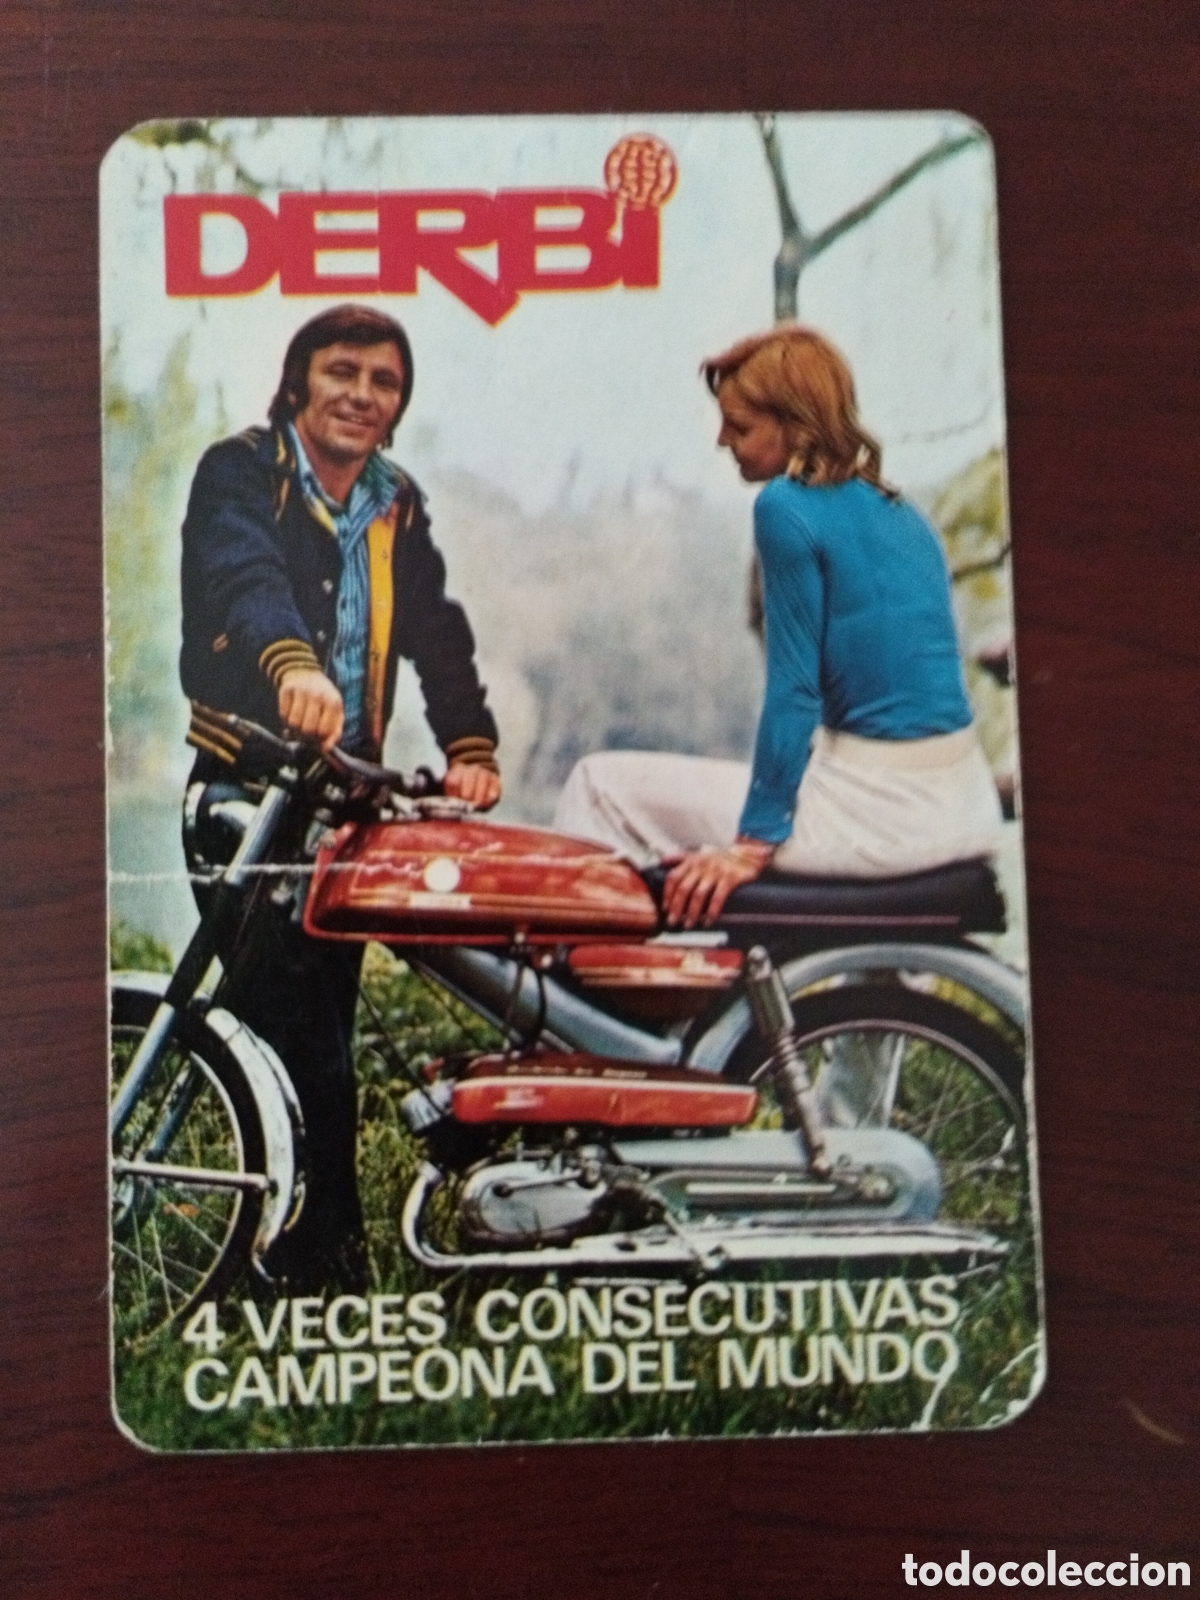 DERBi
4 VECES CONSECUTIVAS
CAMPEONA DEL MUNDO
todocoleccion